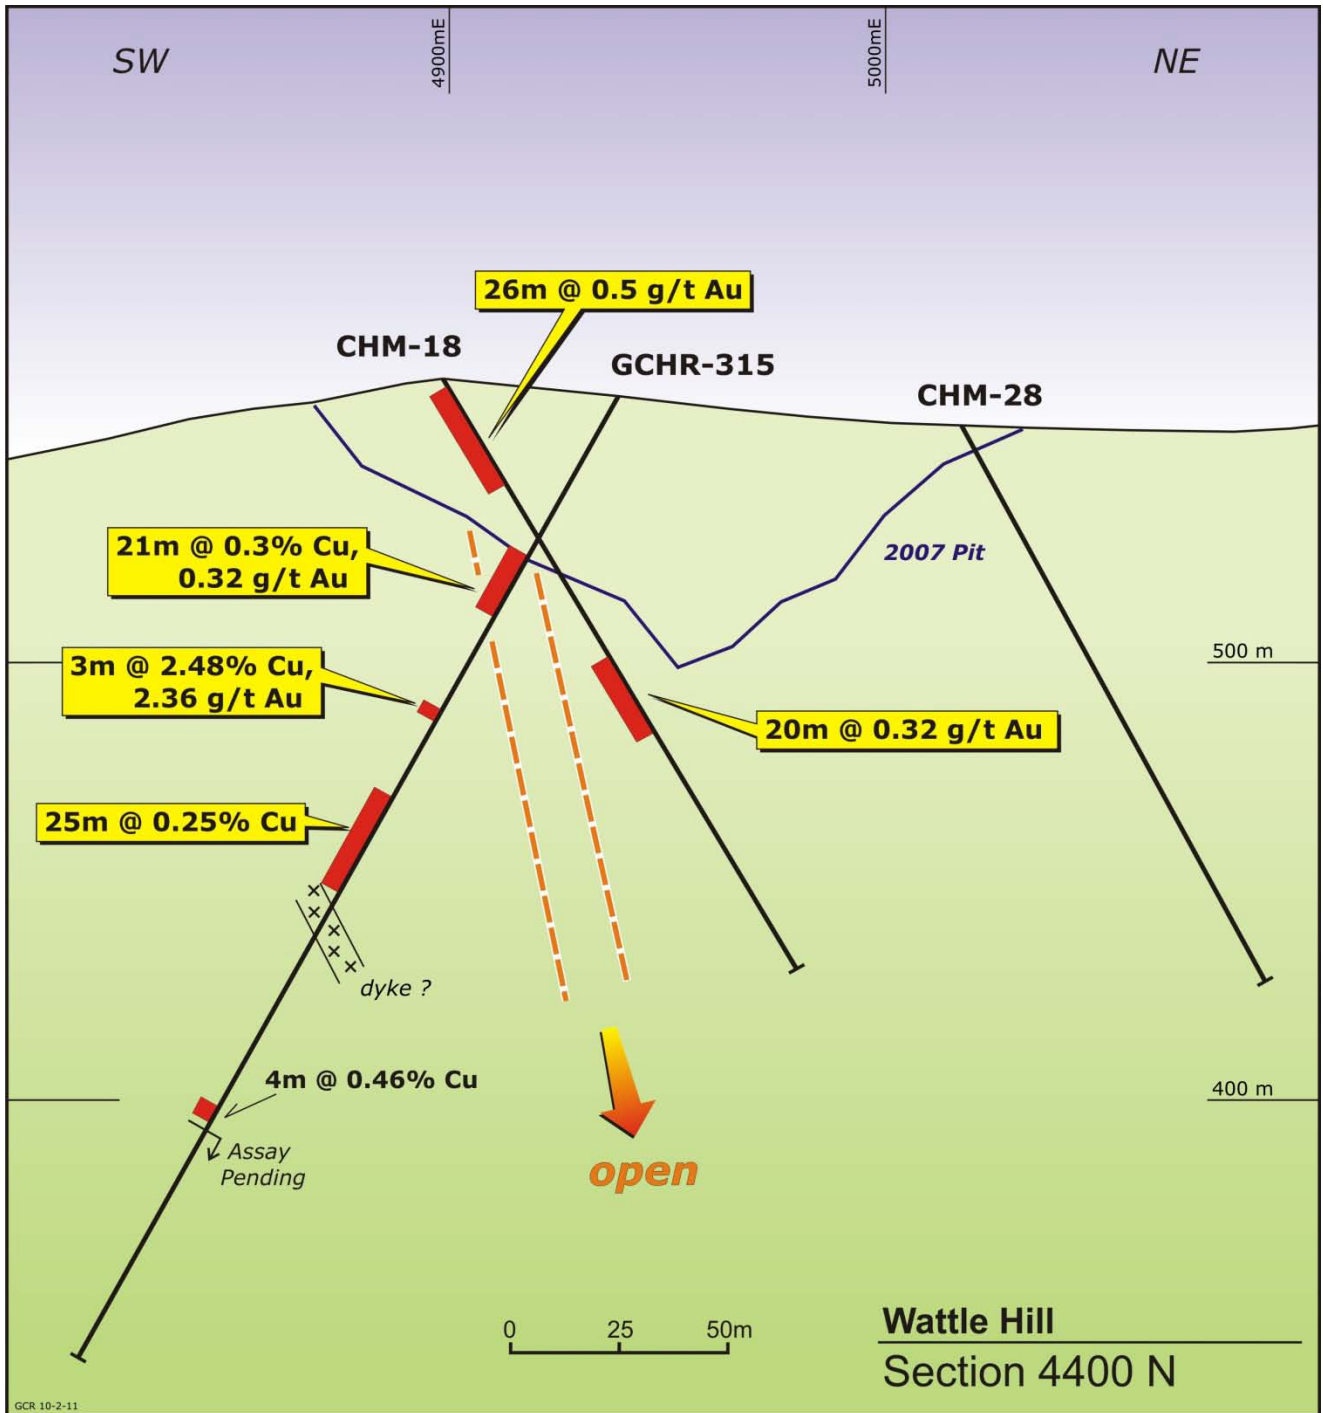 SW
4900mE
5000mE
NE
26m @ 0.5 g/t Au
CHM-18
GCHR-315
CHM-28
21m @ 0.3% Cu,
0.32 g/t Au
2007 Pit
3m @ 2.48% Cu,
2.36 g/t Au
500 m
20m @ 0.32 g/t Au
25m @ 0.25% Cu
dyke ?
4m @ 0.46% Cu
400 m
Assay
Pending
open
0 25 50m
Wattle Hill
Section 4400 N
GCR 10-2-11